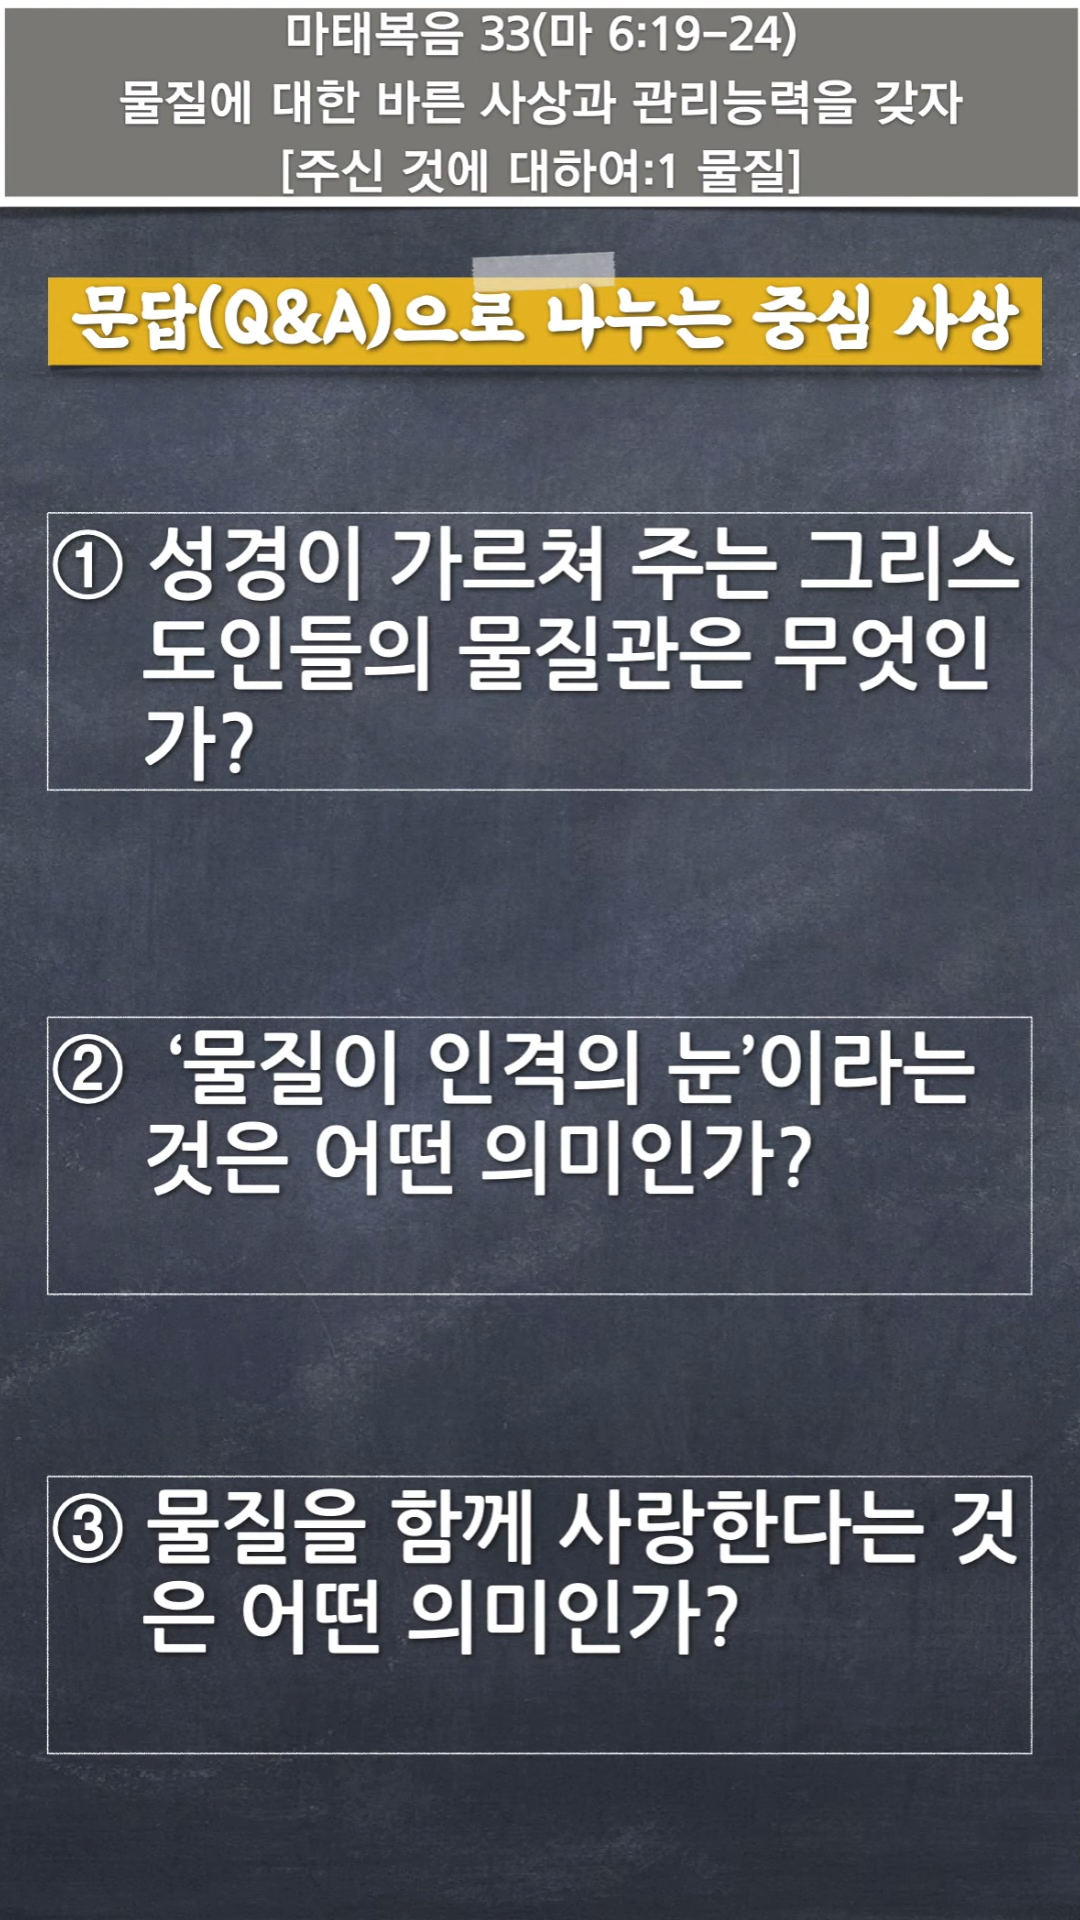 마태복음 33(마 6:19-24)
물질에 대한 바른 사상과 관리능력을 갖자
[주신 것에 대하여:1 물질]
문답(Q&A)으로 나누는 중심 사상
① 성경이 가르쳐 주는 그리스
도인들의 물질관은 무엇인
가?
② ‘물질이 인격의 눈’이라는
것은 어떤 의미인가?
③ 물질을 함께 사랑한다는 것
은 어떤 의미인가?